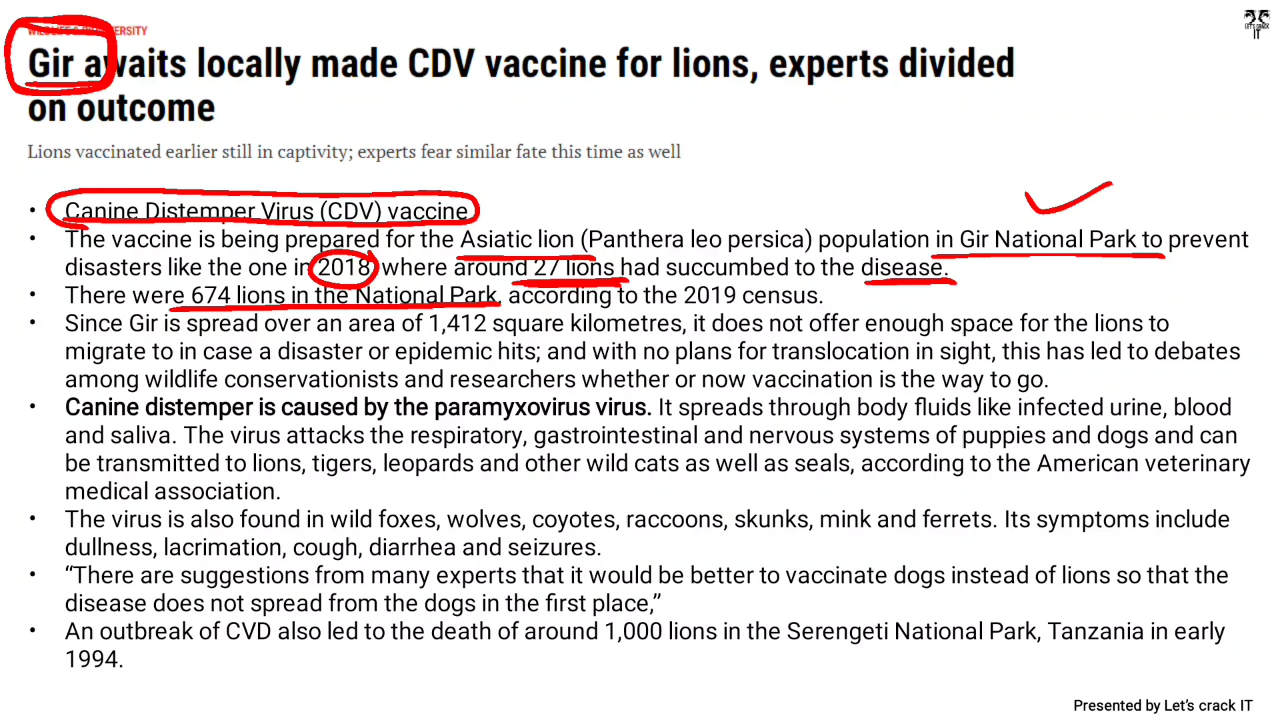 WILDLIFE & BIODIVERSITY
Gir awaits locally made CDV vaccine for lions, experts divided
on outcome
Lions vaccinated earlier still in captivity; experts fear similar fate this time as well
LET'S CRACK
IT
• Canine Distemper Virus (CDV) vaccine
• The vaccine is being prepared for the Asiatic lion (Panthera leo persica) population in Gir National Park to prevent
disasters like the one in 2018 where around 27 lions had succumbed to the disease.
• There were 674 lions in the National Park, according to the 2019 census.
• Since Gir is spread over an area of 1,412 square kilometres, it does not offer enough space for the lions to
migrate to in case a disaster or epidemic hits; and with no plans for translocation in sight, this has led to debates
among wildlife conservationists and researchers whether or now vaccination is the way to go.
• Canine distemper is caused by the paramyxovirus virus. It spreads through body fluids like infected urine, blood
and saliva. The virus attacks the respiratory, gastrointestinal and nervous systems of puppies and dogs and can
be transmitted to lions, tigers, leopards and other wild cats as well as seals, according to the American veterinary
medical association.
• The virus is also found in wild foxes, wolves, coyotes, raccoons, skunks, mink and ferrets. Its symptoms include
dullness, lacrimation, cough, diarrhea and seizures.
• “There are suggestions from many experts that it would be better to vaccinate dogs instead of lions so that the
disease does not spread from the dogs in the first place,”
• An outbreak of CVD also led to the death of around 1,000 lions in the Serengeti National Park, Tanzania in early
1994.
Presented by Let’s crack IT